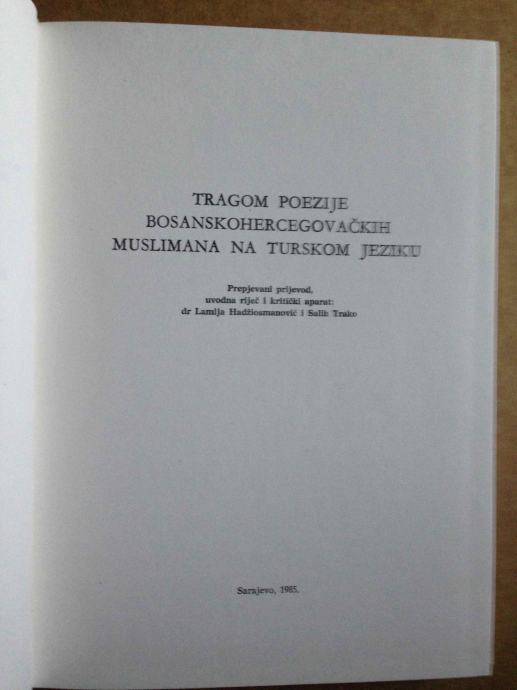 TRAGOM POEZIJE
BOSANSKOHERCEGOVAČKIH
MUSLIMANA NA TURSKOM JEZIKU
Prepjevani prijevod,
uvodna riječ i kritički aparat:
dr Lamija Hadžiosmanović i Salih Trako
Sarajevo, 1985.